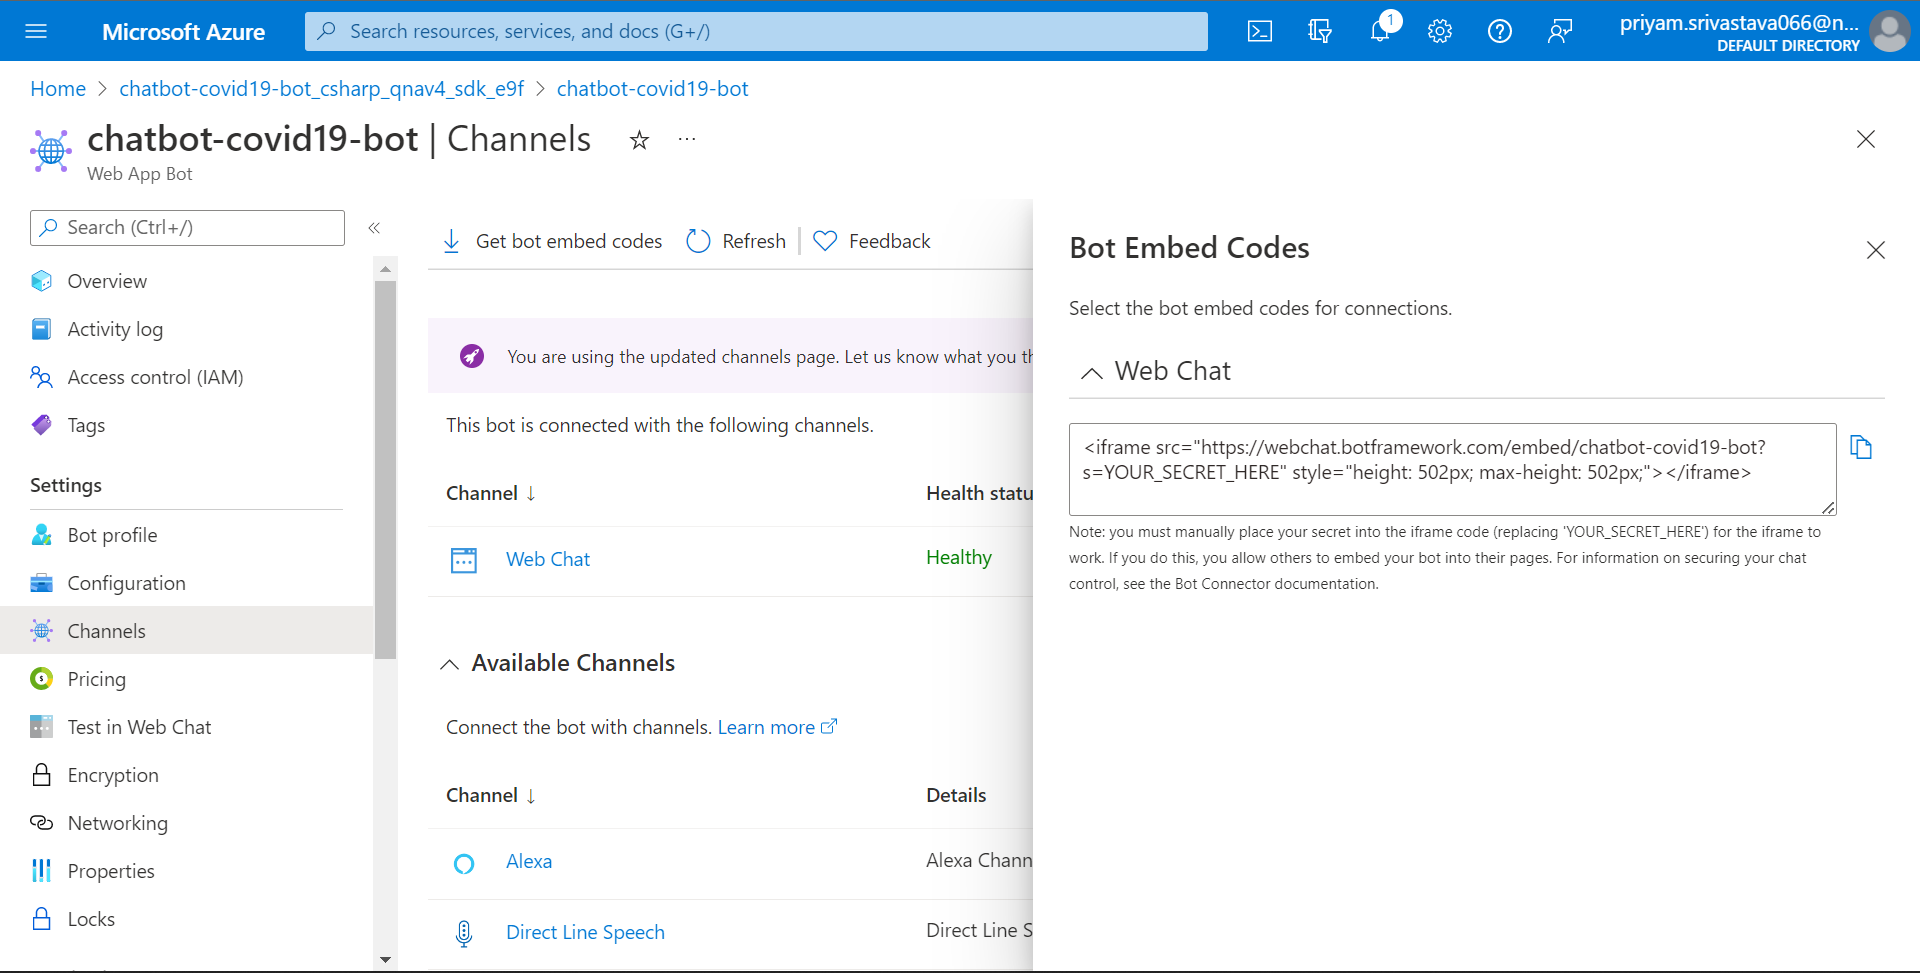 Microsoft Azure
Search resources, services, and docs (G+/)
1
priyam.srivastava066@n...
DEFAULT DIRECTORY
Home > chatbot-covid19-bot_csharp_qnav4_sdk_e9f > chatbot-covid19-bot
chatbot-covid19-bot | Channels
Web App Bot
Search (Ctrl+/)
Overview
Activity log
Access control (IAM)
Tags
Settings
Bot profile
Configuration
Channels
Pricing
Test in Web Chat
Encryption
Networking
Properties
Locks
Get bot embed codes
Refresh
Feedback
You are using the updated channels page. Let us know what you th
This bot is connected with the following channels.
Channel ↓
Health statu
Web Chat
Healthy
Available Channels
Connect the bot with channels. Learn more
Channel ↓
Details
Alexa
Alexa Chann
Direct Line Speech
Direct Line S
Bot Embed Codes
Select the bot embed codes for connections.
Web Chat
<iframe src="https://webchat.botframework.com/embed/chatbot-covid19-bot?
s=YOUR_SECRET_HERE" style="height: 502px; max-height: 502px;"></iframe>
Note: you must manually place your secret into the iframe code (replacing 'YOUR_SECRET_HERE') for the iframe to
work. If you do this, you allow others to embed your bot into their pages. For information on securing your chat
control, see the Bot Connector documentation.